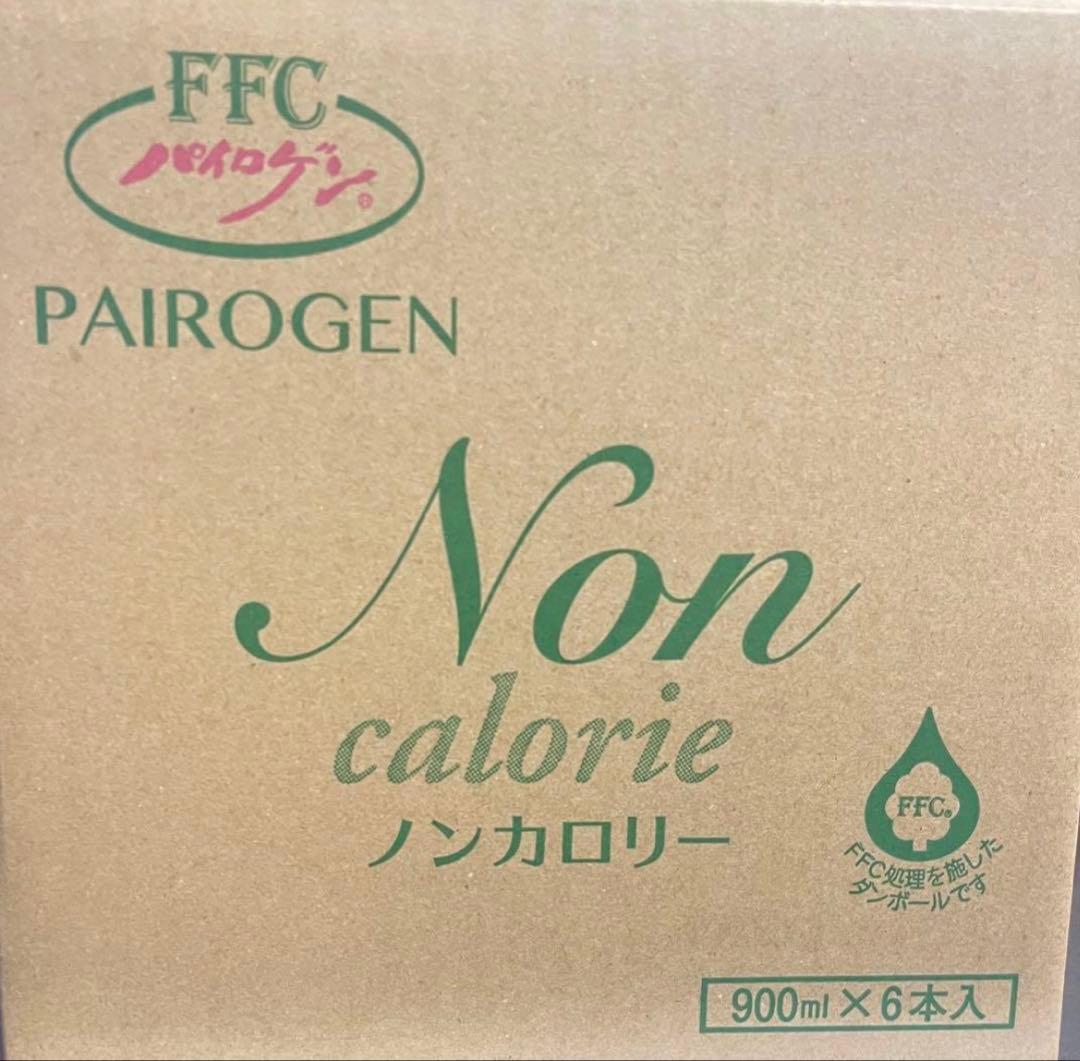 FFC
パイロゲン®
PAIROGEN
Non
calorie
ノンカロリー
FFC®
FFC処理を施した
ダンボールです
900ml×6本入